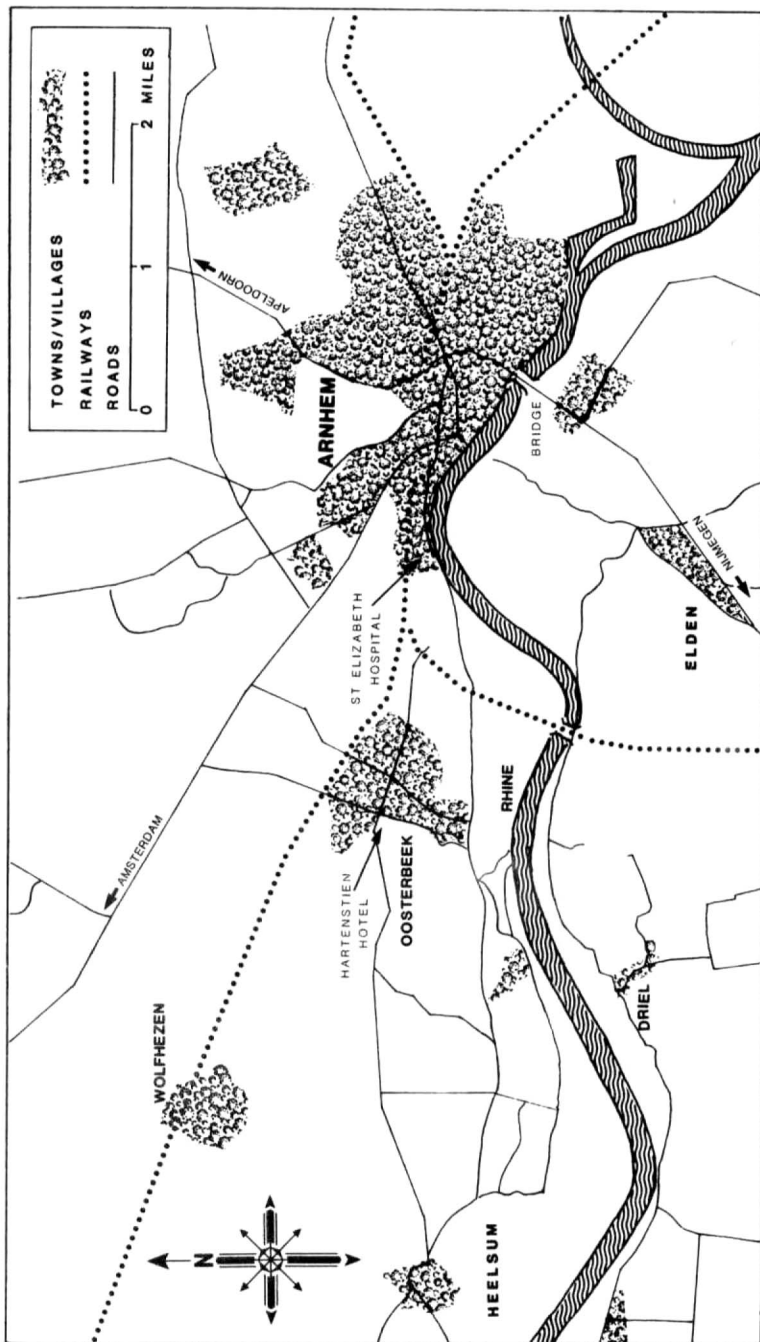 TOWNS/VILLAGES
RAILWAYS
ROADS
0 1 2 MILES
APELDOORN
ARNHEM
AMSTERDAM
WOLFHEZEN
N
ST ELIZABETH
HOSPITAL
BRIDGE
HARTENSTIEN
HOTEL
OOSTERBEEK
RHINE
NIJMEGEN
ELDEN
HEELSUM
DRIEL